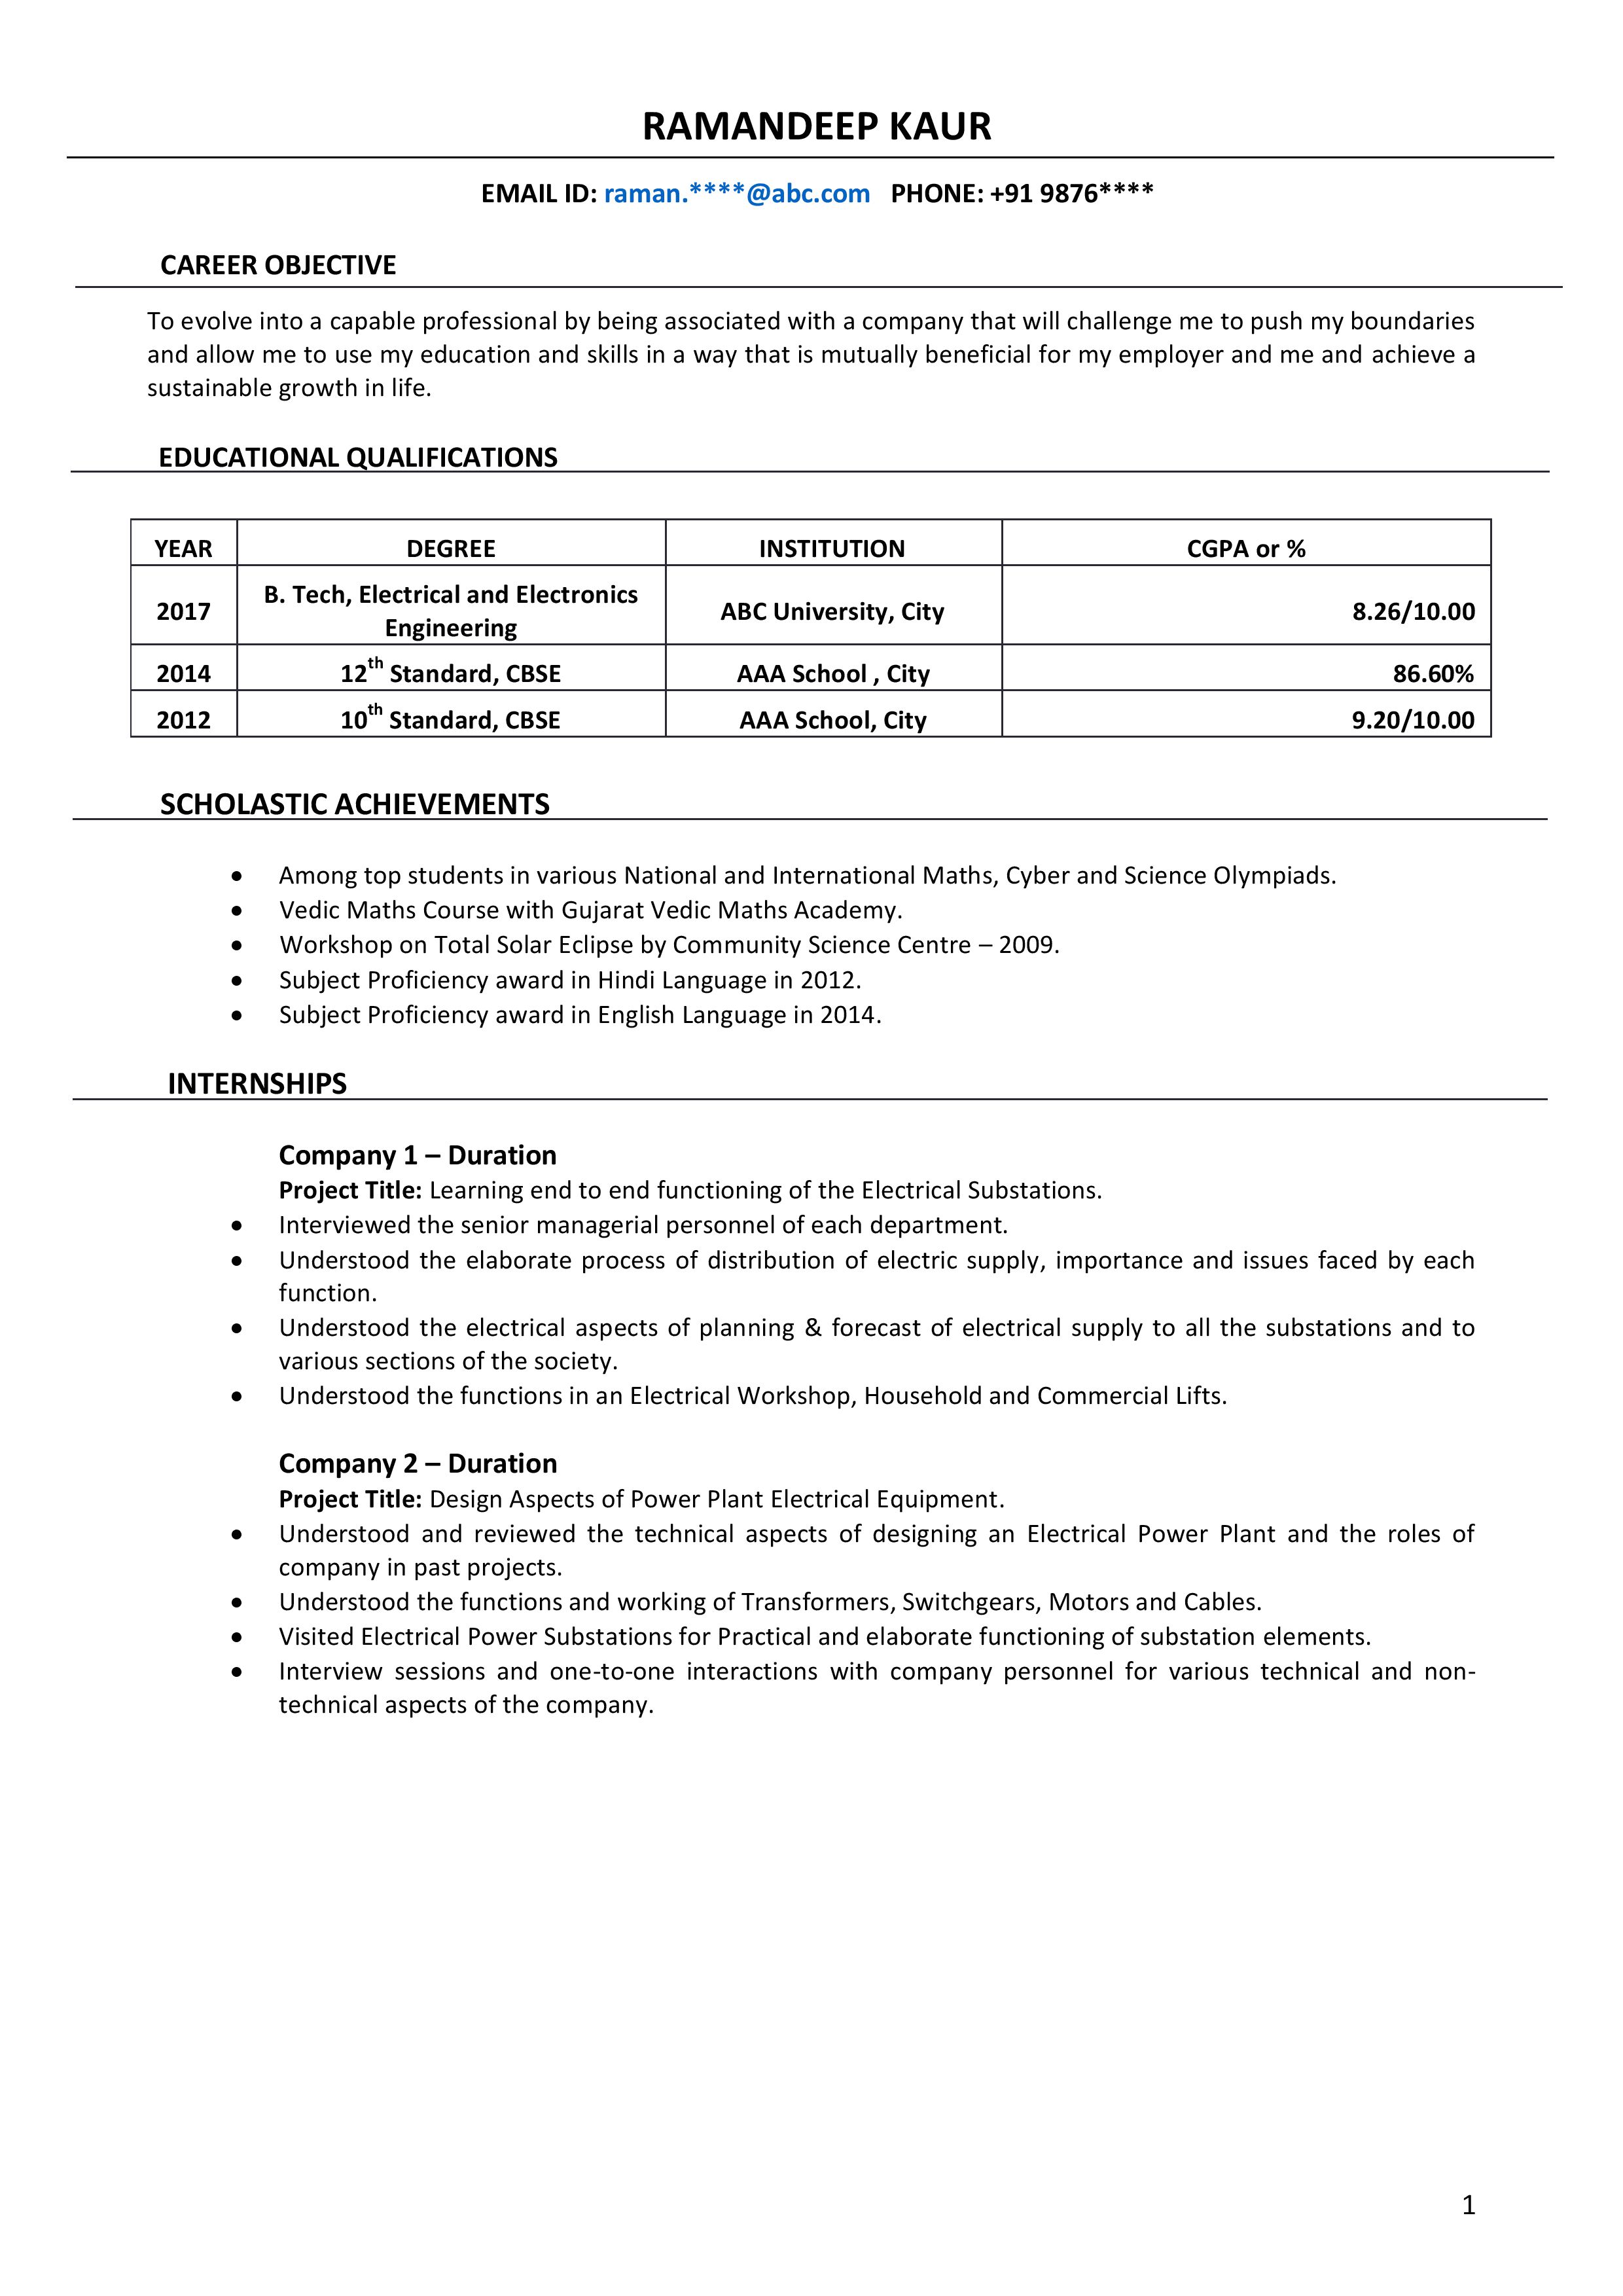 RAMANDEEP KAUR
EMAIL ID: raman.****@abc.com PHONE: +91 9876****
CAREER OBJECTIVE
To evolve into a capable professional by being associated with a company that will challenge me to push my boundaries
and allow me to use my education and skills in a way that is mutually beneficial for my employer and me and achieve a
sustainable growth in life.
EDUCATIONAL QUALIFICATIONS
YEAR DEGREE INSTITUTION CGPA or %
2017 B. Tech, Electrical and Electronics Engineering ABC University, City 8.26/10.00
2014 12th Standard, CBSE AAA School , City 86.60%
2012 10th Standard, CBSE AAA School, City 9.20/10.00
SCHOLASTIC ACHIEVEMENTS
• Among top students in various National and International Maths, Cyber and Science Olympiads.
• Vedic Maths Course with Gujarat Vedic Maths Academy.
• Workshop on Total Solar Eclipse by Community Science Centre – 2009.
• Subject Proficiency award in Hindi Language in 2012.
• Subject Proficiency award in English Language in 2014.
INTERNSHIPS
Company 1 – Duration
Project Title: Learning end to end functioning of the Electrical Substations.
• Interviewed the senior managerial personnel of each department.
• Understood the elaborate process of distribution of electric supply, importance and issues faced by each
function.
• Understood the electrical aspects of planning & forecast of electrical supply to all the substations and to
various sections of the society.
• Understood the functions in an Electrical Workshop, Household and Commercial Lifts.
Company 2 – Duration
Project Title: Design Aspects of Power Plant Electrical Equipment.
• Understood and reviewed the technical aspects of designing an Electrical Power Plant and the roles of
company in past projects.
• Understood the functions and working of Transformers, Switchgears, Motors and Cables.
• Visited Electrical Power Substations for Practical and elaborate functioning of substation elements.
• Interview sessions and one-to-one interactions with company personnel for various technical and non-
technical aspects of the company.
1